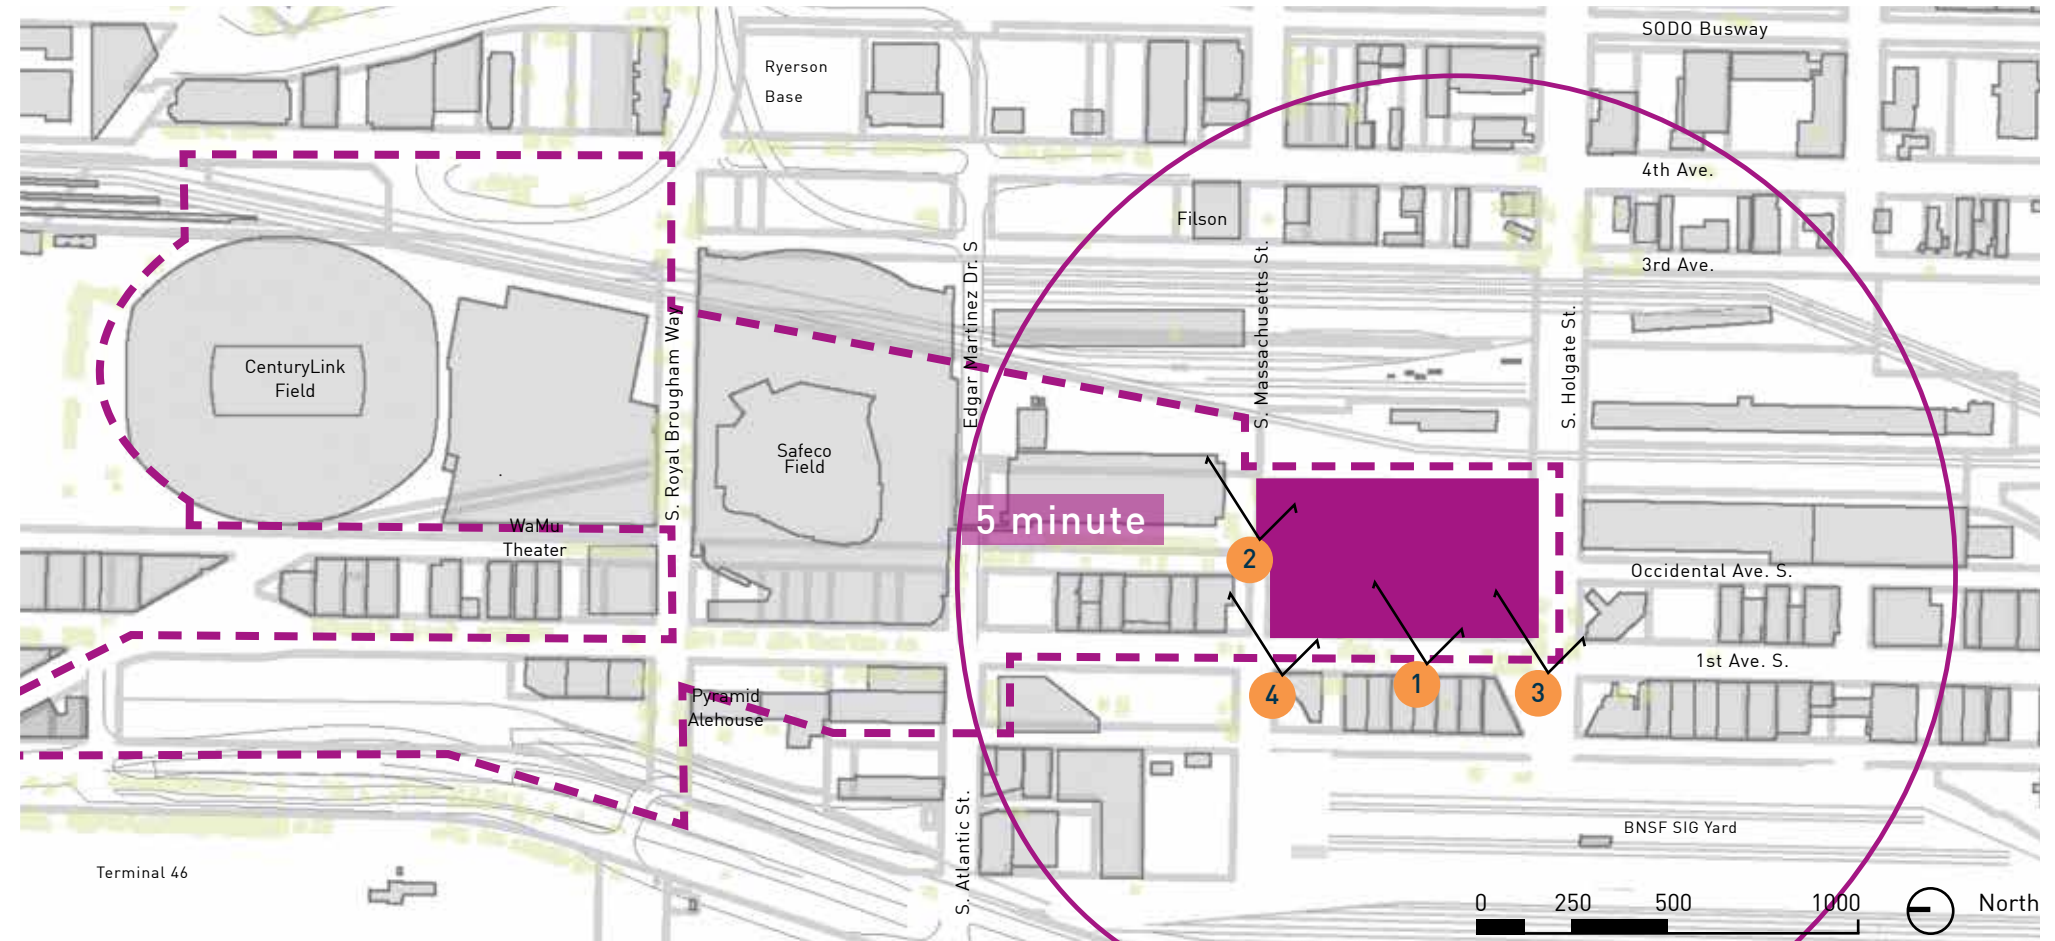 SODO Busway
Ryerson
Base
4th Ave.
Filson
3rd Ave.
S. Royal Brougham Way
Edgar Martinez Dr. S
S. Massachusetts St.
S. Holgate St.
CenturyLink
Field
Safeco
Field
5 minute
WaMu
Theater
2
Occidental Ave. S.
1st Ave. S.
Pyramid
Alehouse
4
1
3
S. Atlantic St.
BNSF SIG Yard
Terminal 46
0 250 500 1000
North